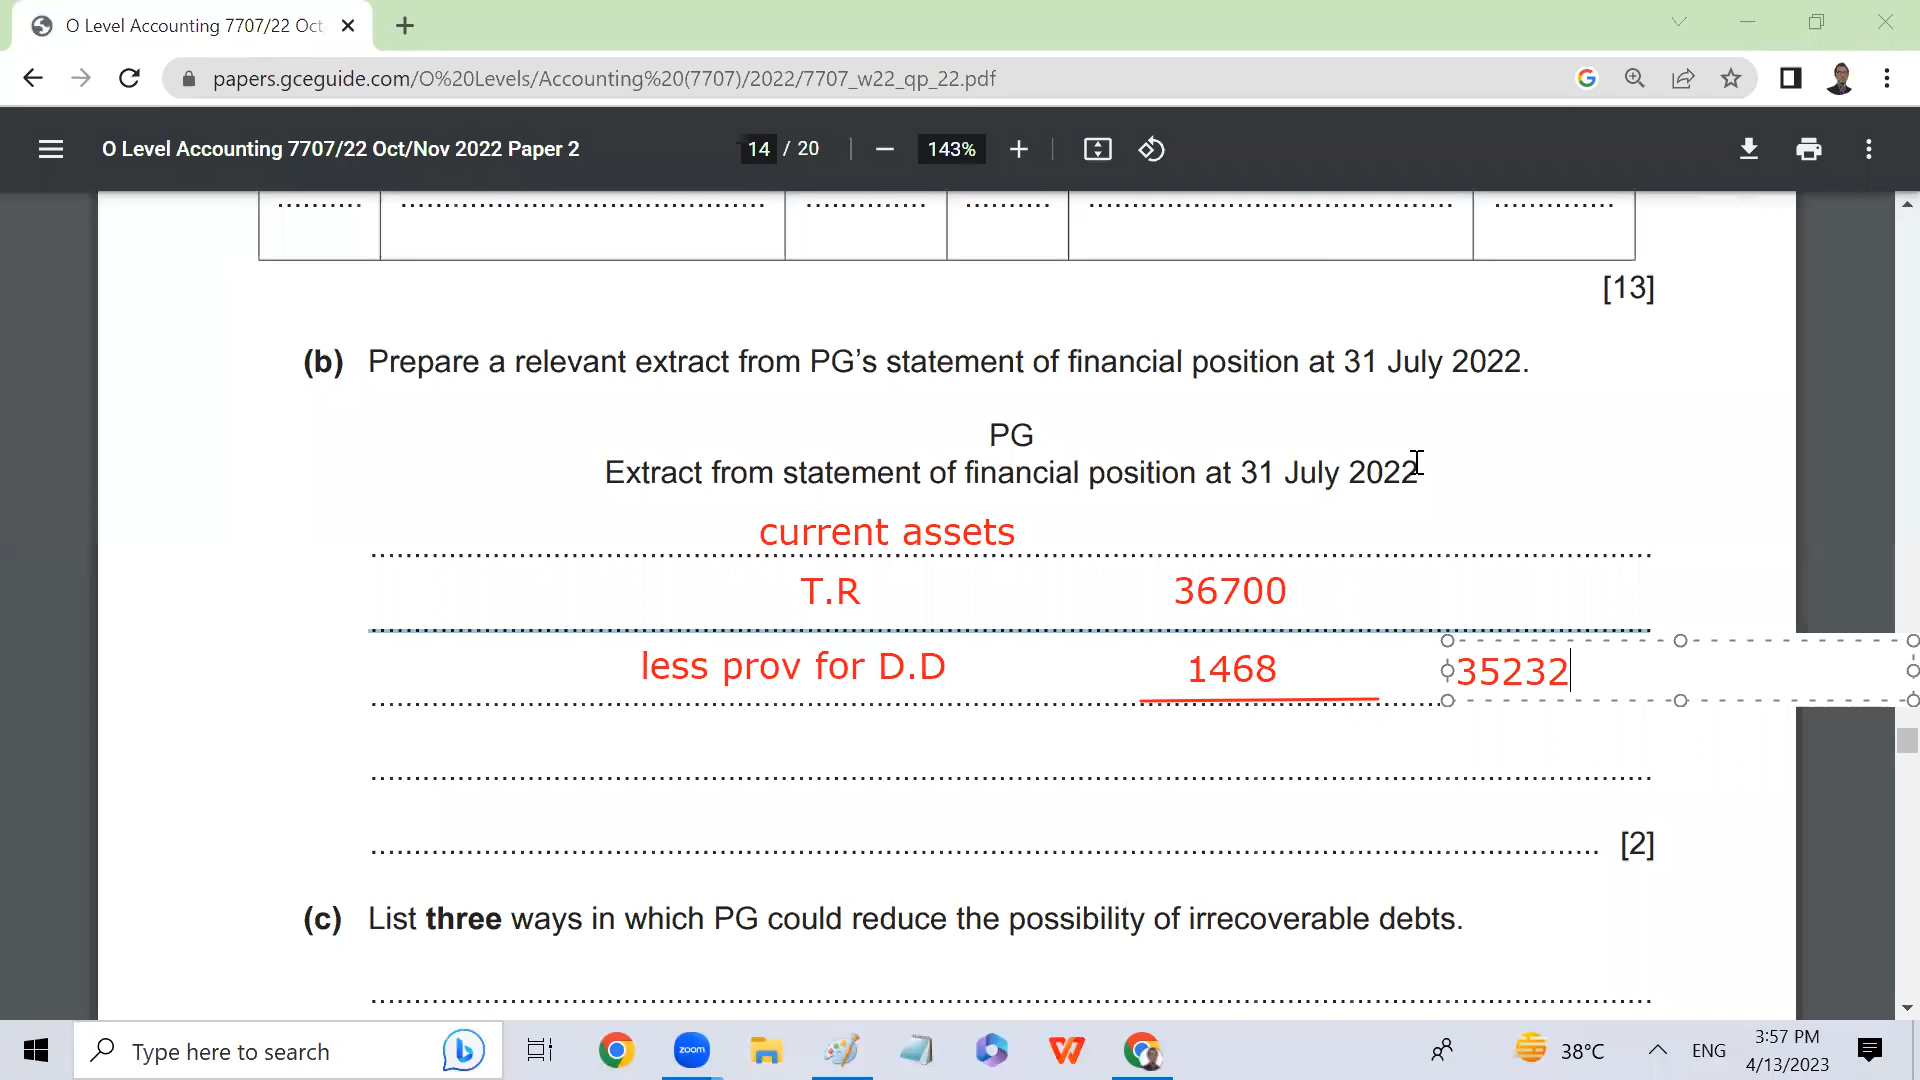 O Level Accounting 7707/22 Oct
papers.gceguide.com/O%20Levels/Accounting%20(7707)/2022/7707_w22_qp_22.pdf
O Level Accounting 7707/22 Oct/Nov 2022 Paper 2
14 / 20
143%
[13]
(b) Prepare a relevant extract from PG’s statement of financial position at 31 July 2022.
PG
Extract from statement of financial position at 31 July 2022
current assets
T.R 36700
less prov for D.D 1468 35232
[2]
(c) List three ways in which PG could reduce the possibility of irrecoverable debts.
Type here to search
zoom
38°C
ENG
3:57 PM
4/13/2023